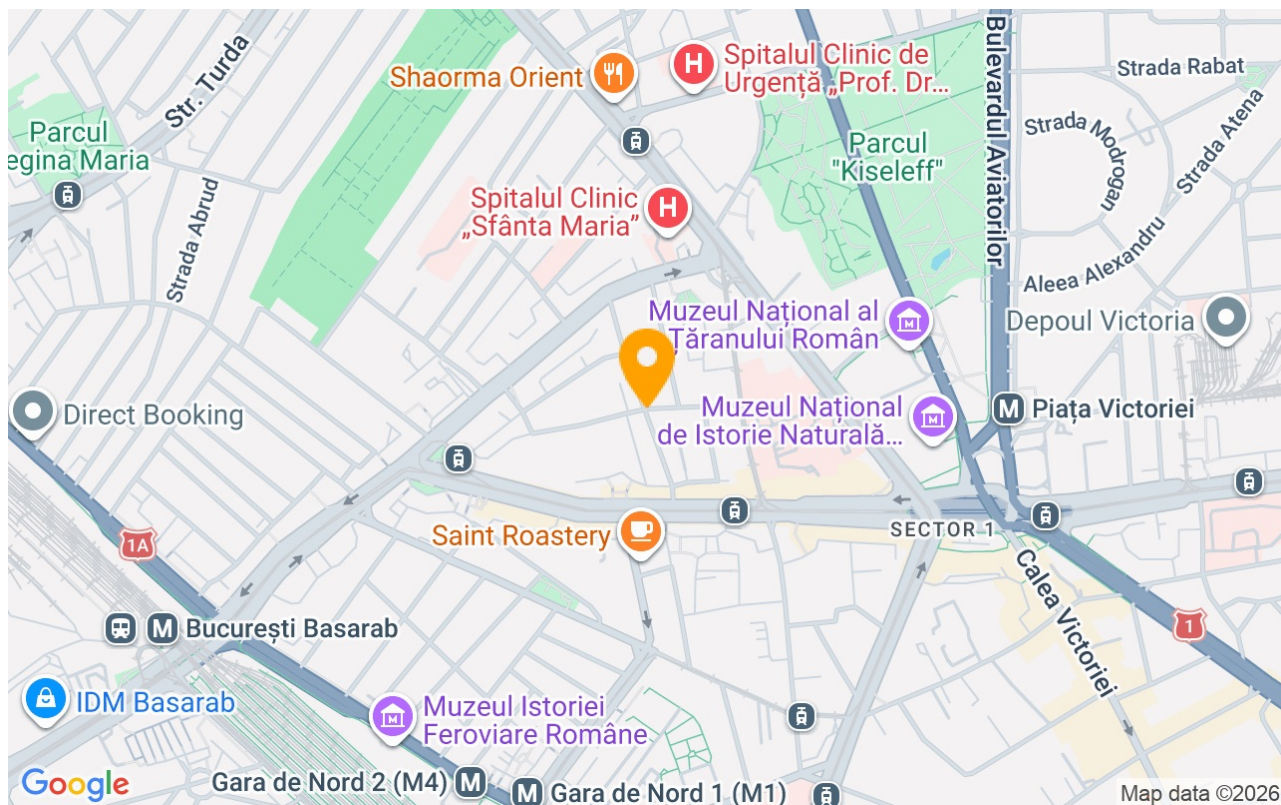 Shaorma Orient
Spitalul Clinic de
Urgență „Prof. Dr...
Bulevardul Aviatorilor
Strada Rabat
Str. Turda
Strada Atena
Strada Modrogan
Parcul
egina Maria
Parcul
"Kiseleff"
Spitalul Clinic
„Sfânta Maria”
Strada Abrud
Aleea Alexandru
Muzeul Național al
Țăranului Român
Depoul Victoria
Direct Booking
Muzeul Național
de Istorie Naturală...
Piața Victoriei
Saint Roastery
SECTOR 1
1A
Calea Victoriei
București Basarab
1
IDM Basarab
Muzeul Istoriei
Feroviare Române
Google
Gara de Nord 2 (M4)
Gara de Nord 1 (M1)
Map data ©2026